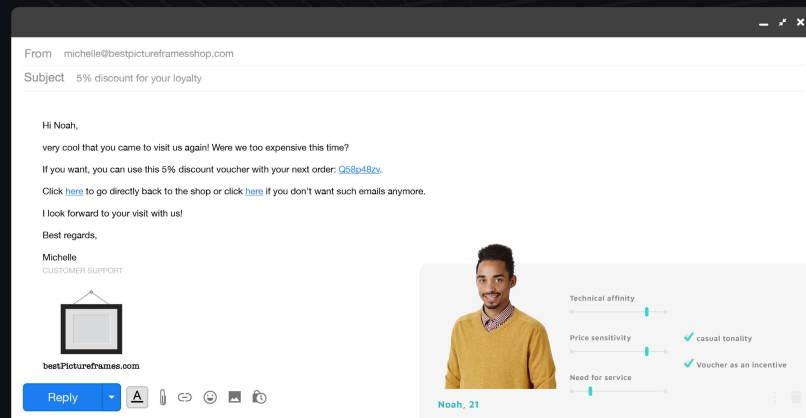 From michelle@bestpictureframesshop.com
Subject 5% discount for your loyalty
Hi Noah,
very cool that you came to visit us again! Were we too expensive this time?
If you want, you can use this 5% discount voucher with your next order: Q58p48zv.
Click here to go directly back to the shop or click here if you don't want such emails anymore.
I look forward to your visit with us!
Best regards,
Michelle
CUSTOMER SUPPORT
bestPictureframes.com
Reply
A
Technical affinity
Price sensitivity
casual tonality
Voucher as an incentive
Need for service
Noah, 21